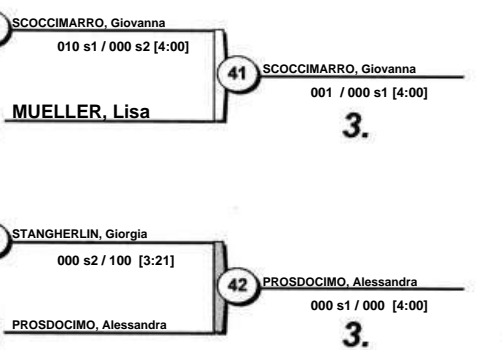 SCOCCIMARRO, Giovanna
010 s1 / 000 s2 [4:00]
41
SCOCCIMARRO, Giovanna
001 / 000 s1 [4:00]
MUELLER, Lisa
3.
STANGHERLIN, Giorgia
000 s2 / 100 [3:21]
42
PROSDOCIMO, Alessandra
000 s1 / 000 [4:00]
PROSDOCIMO, Alessandra
3.